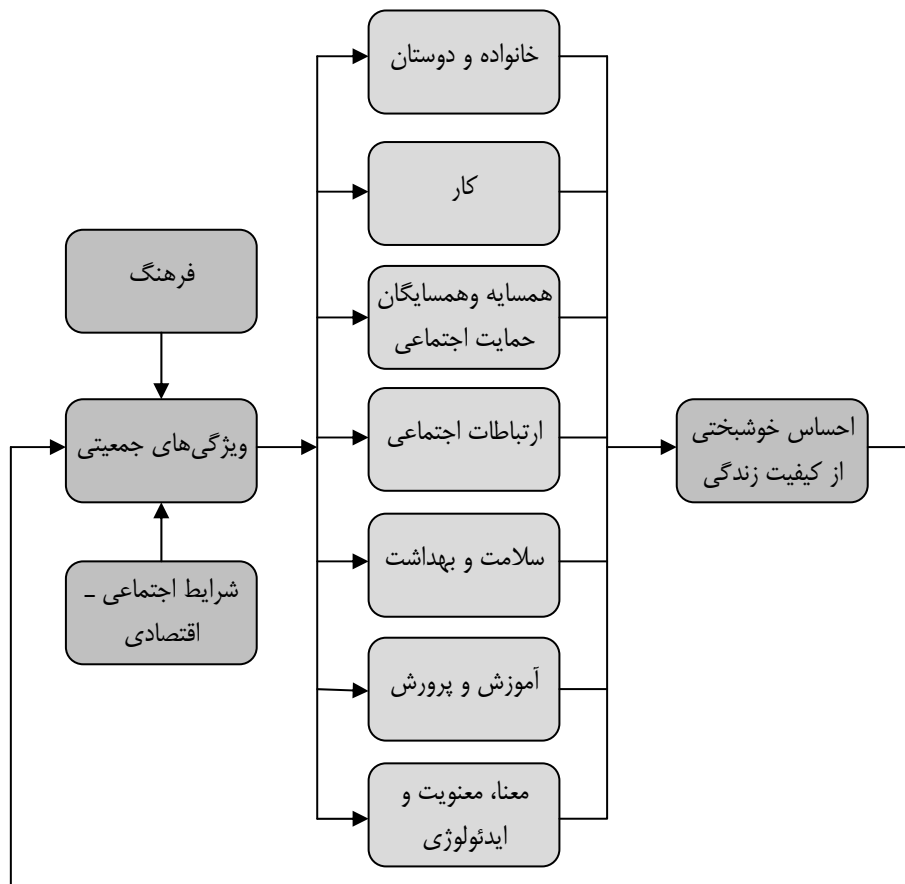 خانواده و دوستان
کار
فرهنگ
همسایه وهمسایگان
حمایت اجتماعی
ویژگی‌های جمعیتی
ارتباطات اجتماعی
احساس خوشبختی
از کیفیت زندگی
سلامت و بهداشت
شرایط اجتماعی ـ
اقتصادی
آموزش و پرورش
معنا، معنویت و
ایدئولوژی